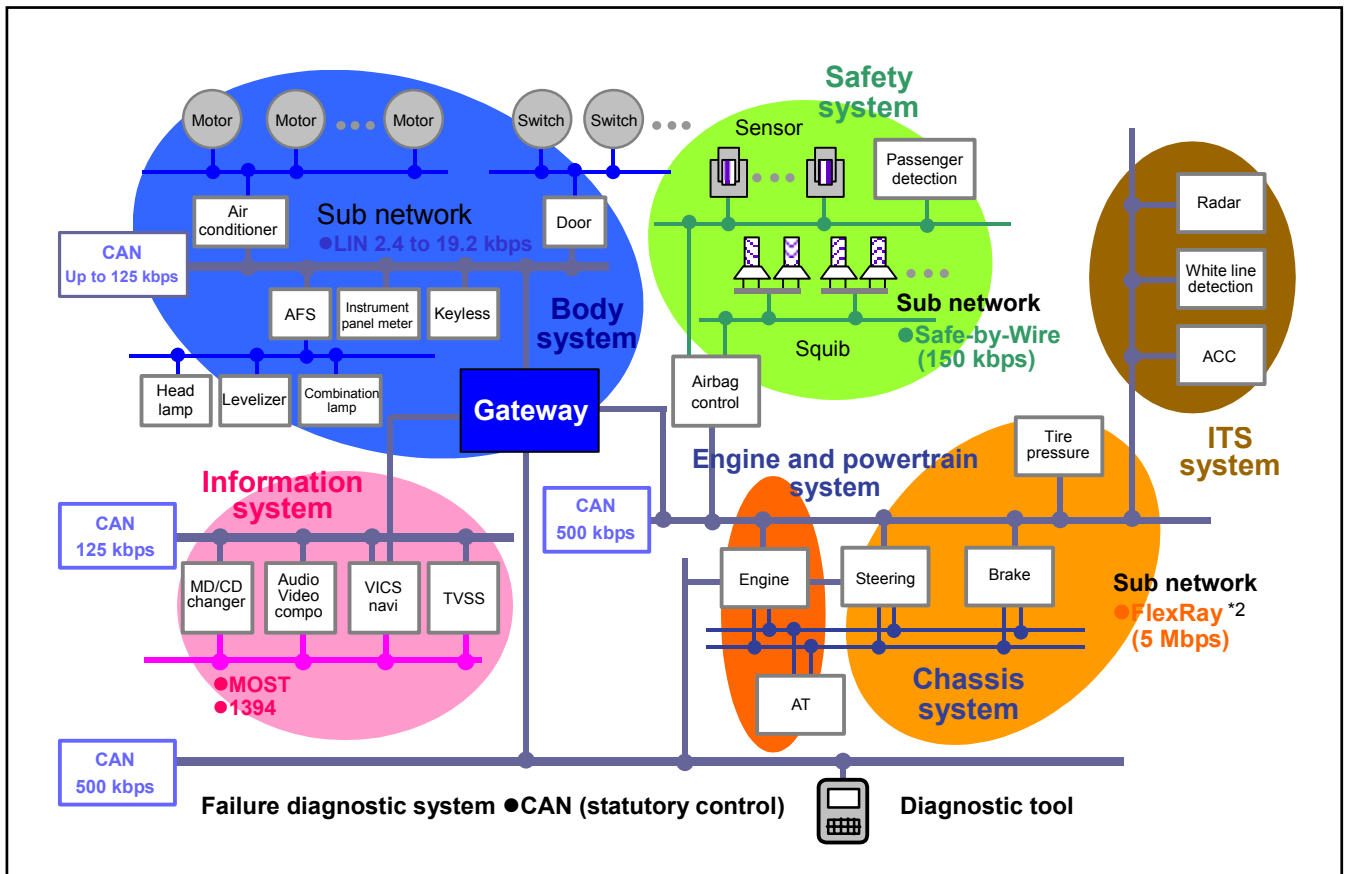 Motor
Motor
Motor
Switch
Switch
Air
conditioner
Sub network
●LIN 2.4 to 19.2 kbps
Door
CAN
Up to 125 kbps
AFS
Instrument
panel meter
Keyless
Body
system
Head
lamp
Levelizer
Combination
lamp
Gateway
Safety
system
Sensor
Passenger
detection
Squib
Sub network
●Safe-by-Wire
(150 kbps)
Airbag
control
Radar
White line
detection
ACC
ITS
system
Information
system
CAN
125 kbps
MD/CD
changer
Audio
Video
compo
VICS
navi
TVSS
●MOST
●1394
Engine and powertrain
system
Tire
pressure
CAN
500 kbps
Engine
Steering
Brake
AT
Chassis
system
Sub network
●FlexRay *2
(5 Mbps)
CAN
500 kbps
Failure diagnostic system ●CAN (statutory control)
Diagnostic tool